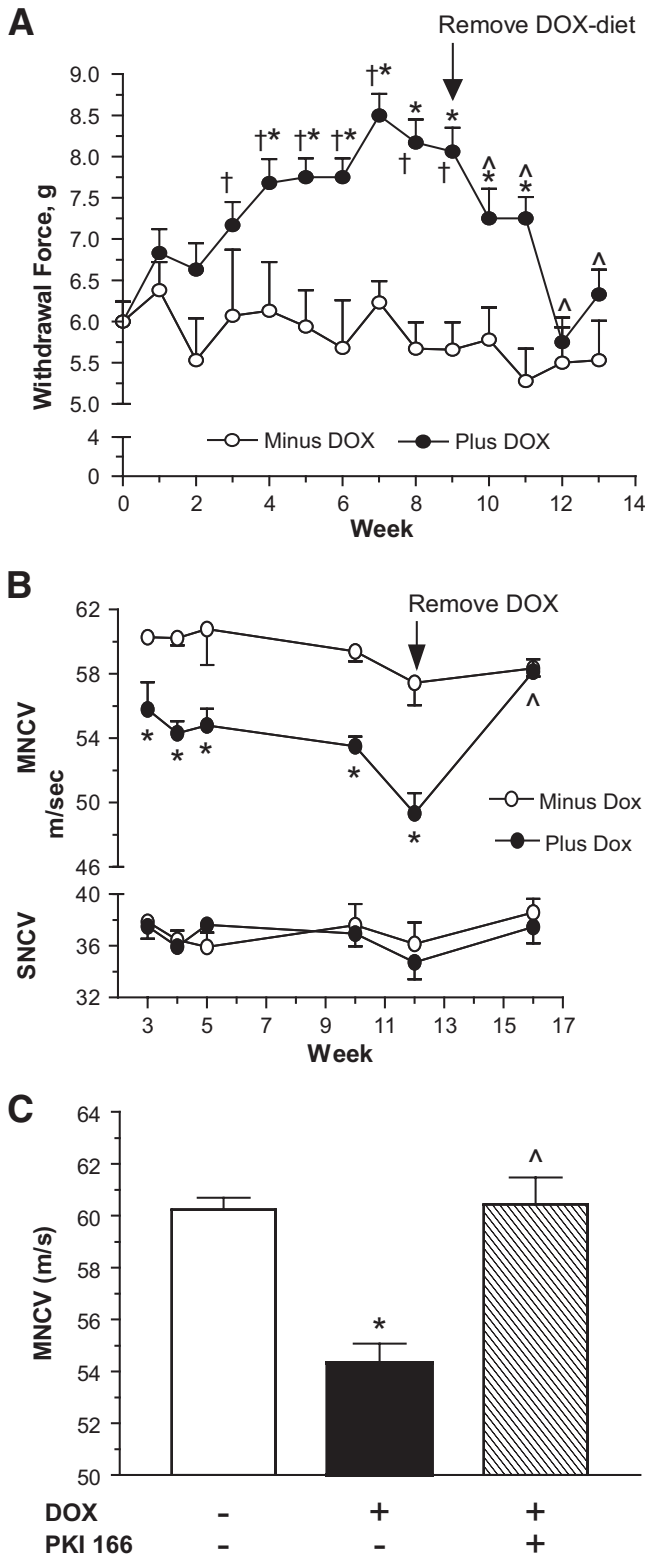 A
Remove DOX-diet
Withdrawal Force, g
9.0
8.5
8.0
7.5
7.0
6.5
6.0
5.5
5.0
4
0
†
†*
†*
†*
†*
*
†
*
†
^
*
^
*
^
^
Minus DOX
Plus DOX
0 2 4 6 8 10 12 14
Week
B
Remove DOX
MNCV
m/sec
62
58
54
50
46
*
*
*
*
*
^
Minus Dox
Plus Dox
SNCV
40
36
32
3 5 7 9 11 13 15 17
Week
C
MNCV (m/s)
64
62
60
58
56
54
52
50
*
^
DOX - + +
PKI 166 - - +